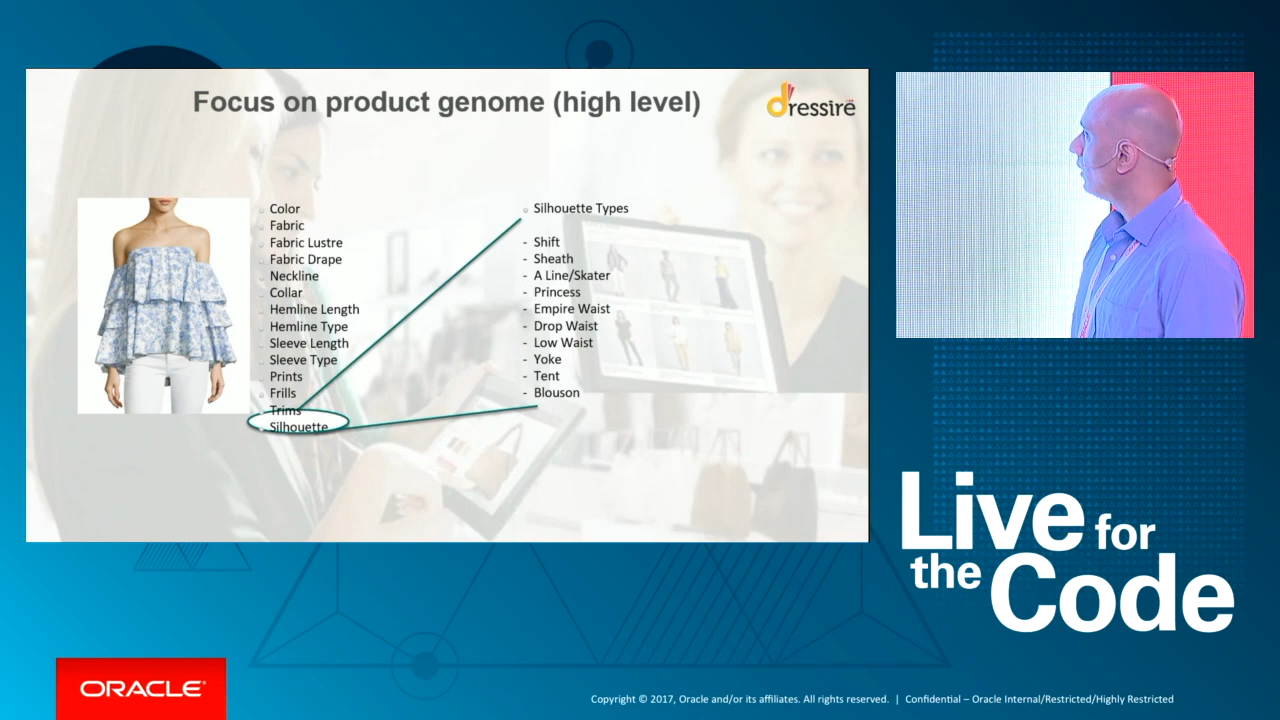 Focus on product genome (high level)
dressire
Color
Fabric
Fabric Lustre
Fabric Drape
Neckline
Collar
Hemline Length
Hemline Type
Sleeve Length
Sleeve Type
Prints
Frills
Trims
Silhouette
Silhouette Types
- Shift
- Sheath
- A Line/Skater
- Princess
- Empire Waist
- Drop Waist
- Low Waist
- Yoke
- Tent
- Blouson
Live for
the Code
ORACLE®
Copyright © 2017, Oracle and/or its affiliates. All rights reserved. | Confidential – Oracle Internal/Restricted/Highly Restricted